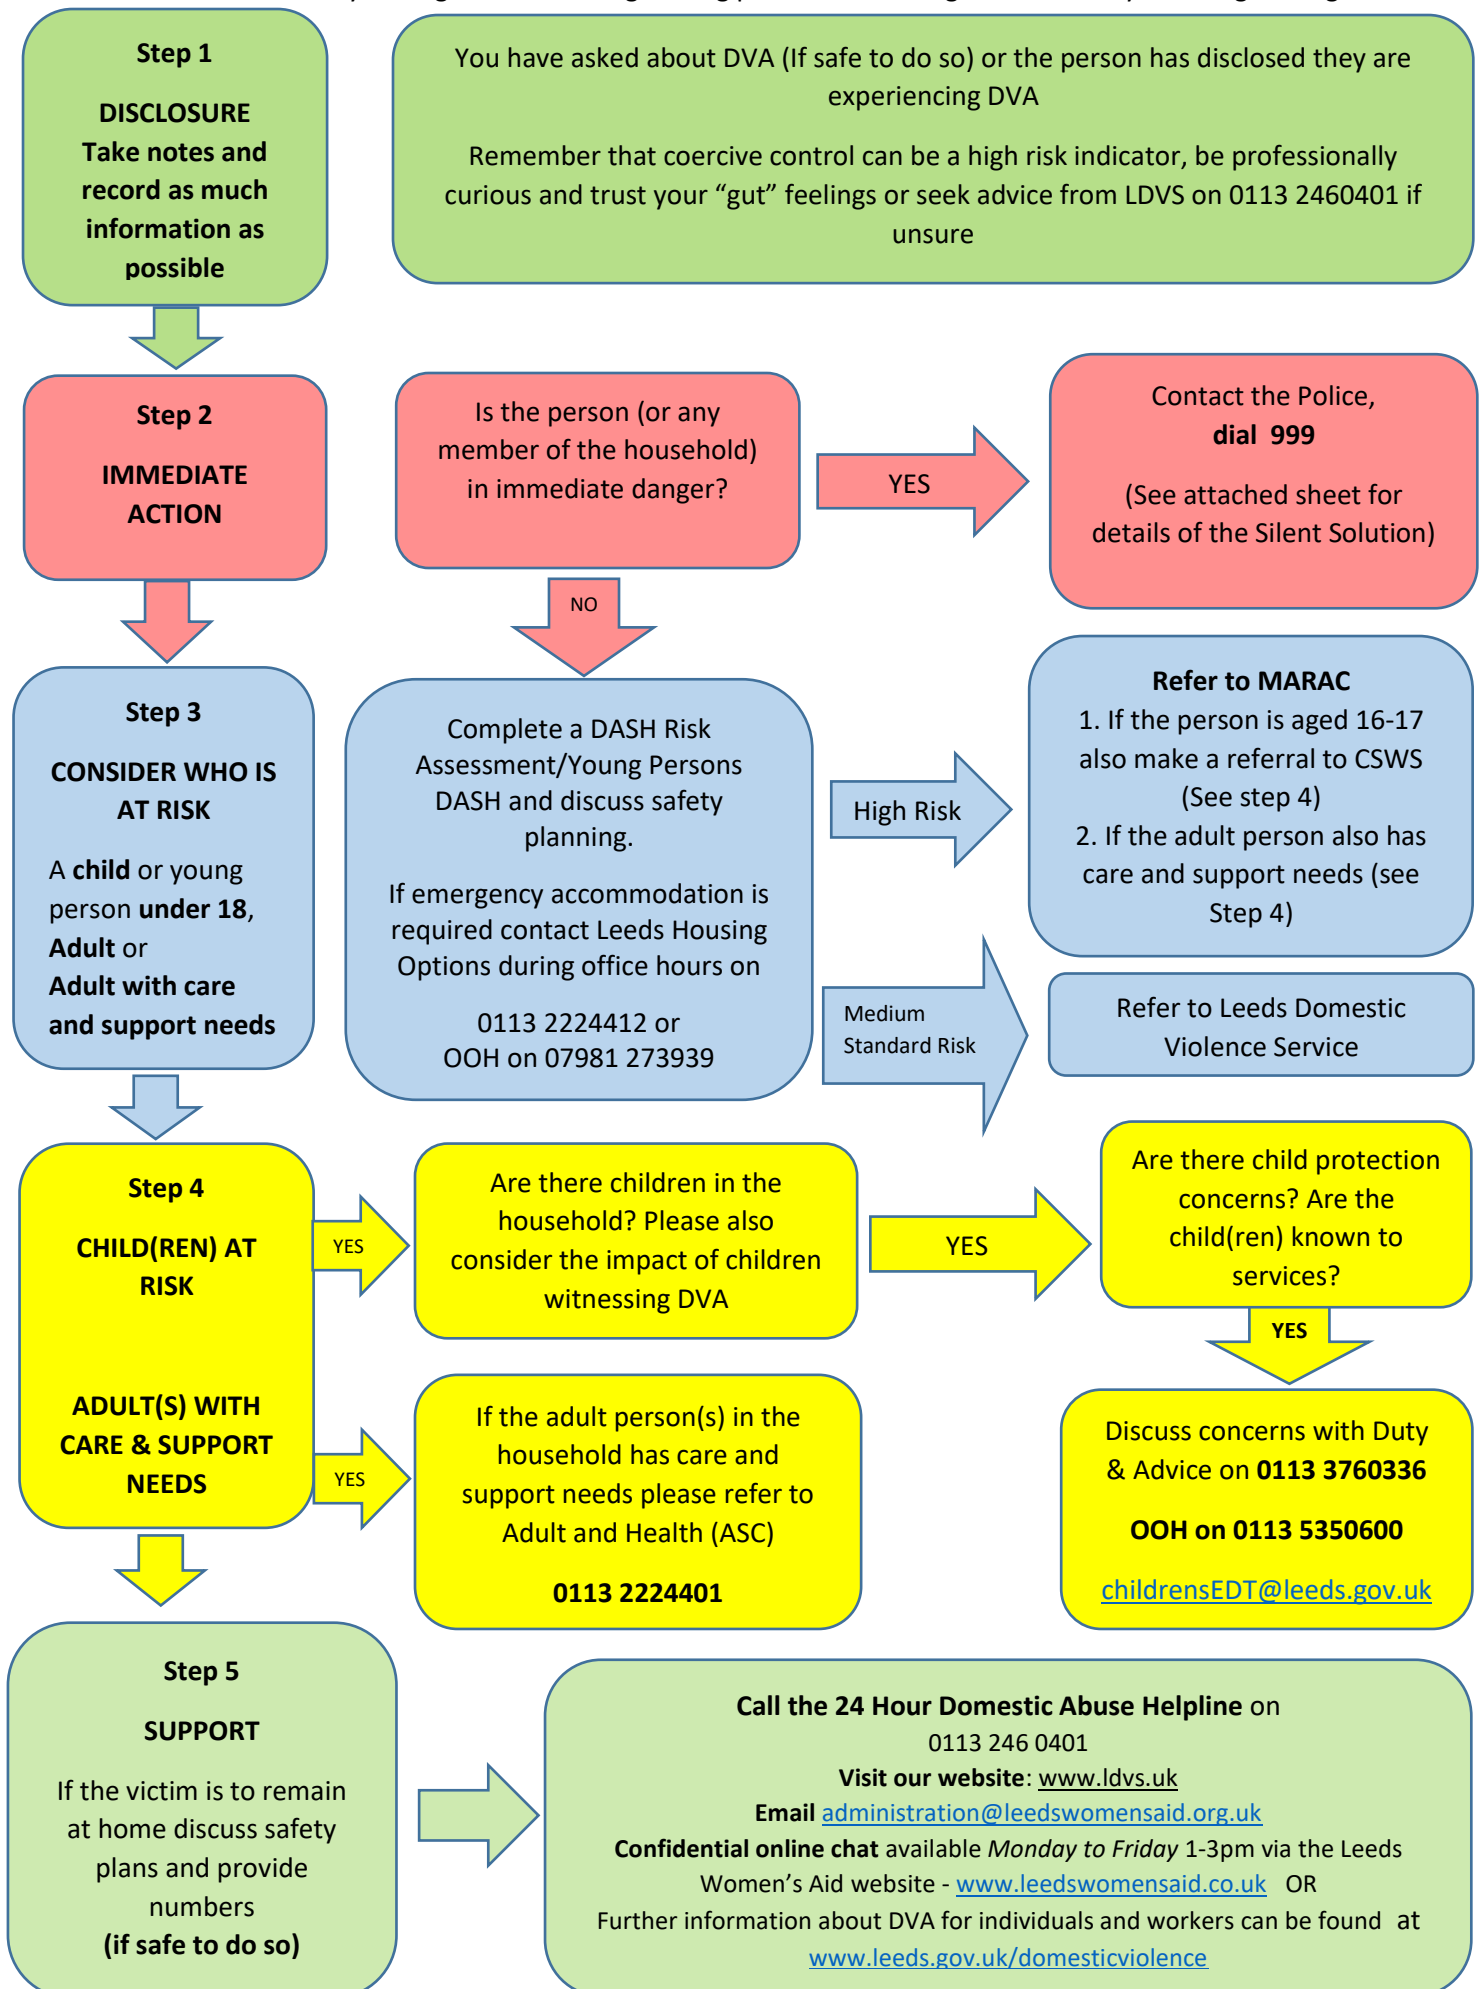 Step 1
DISCLOSURE
Take notes and
record as much
information as
possible
You have asked about DVA (If safe to do so) or the person has disclosed they are
experiencing DVA
Remember that coercive control can be a high risk indicator, be professionally
curious and trust your “gut” feelings or seek advice from LDVS on 0113 2460401 if
unsure
Step 2
IMMEDIATE
ACTION
Is the person (or any
member of the household)
in immediate danger?
YES
Contact the Police,
dial 999
(See attached sheet for
details of the Silent Solution)
NO
Step 3
CONSIDER WHO IS
AT RISK
A child or young
person under 18,
Adult or
Adult with care
and support needs
Complete a DASH Risk
Assessment/Young Persons
DASH and discuss safety
planning.
If emergency accommodation is
required contact Leeds Housing
Options during office hours on
0113 2224412 or
OOH on 07981 273939
High Risk
Refer to MARAC
1. If the person is aged 16-17
also make a referral to CSWS
(See step 4)
2. If the adult person also has
care and support needs (see
Step 4)
Medium
Standard Risk
Refer to Leeds Domestic
Violence Service
Step 4
CHILD(REN) AT
RISK
YES
Are there children in the
household? Please also
consider the impact of children
witnessing DVA
YES
Are there child protection
concerns? Are the
child(ren) known to
services?
YES
ADULT(S) WITH
CARE & SUPPORT
NEEDS
YES
If the adult person(s) in the
household has care and
support needs please refer to
Adult and Health (ASC)
0113 2224401
Discuss concerns with Duty
& Advice on 0113 3760336
OOH on 0113 5350600
childrensEDT@leeds.gov.uk
Step 5
SUPPORT
If the victim is to remain
at home discuss safety
plans and provide
numbers
(if safe to do so)
Call the 24 Hour Domestic Abuse Helpline on
0113 246 0401
Visit our website: www.ldvs.uk
Email administration@leedswomensaid.org.uk
Confidential online chat available Monday to Friday 1-3pm via the Leeds
Women’s Aid website - www.leedswomensaid.co.uk OR
Further information about DVA for individuals and workers can be found at
www.leeds.gov.uk/domesticviolence